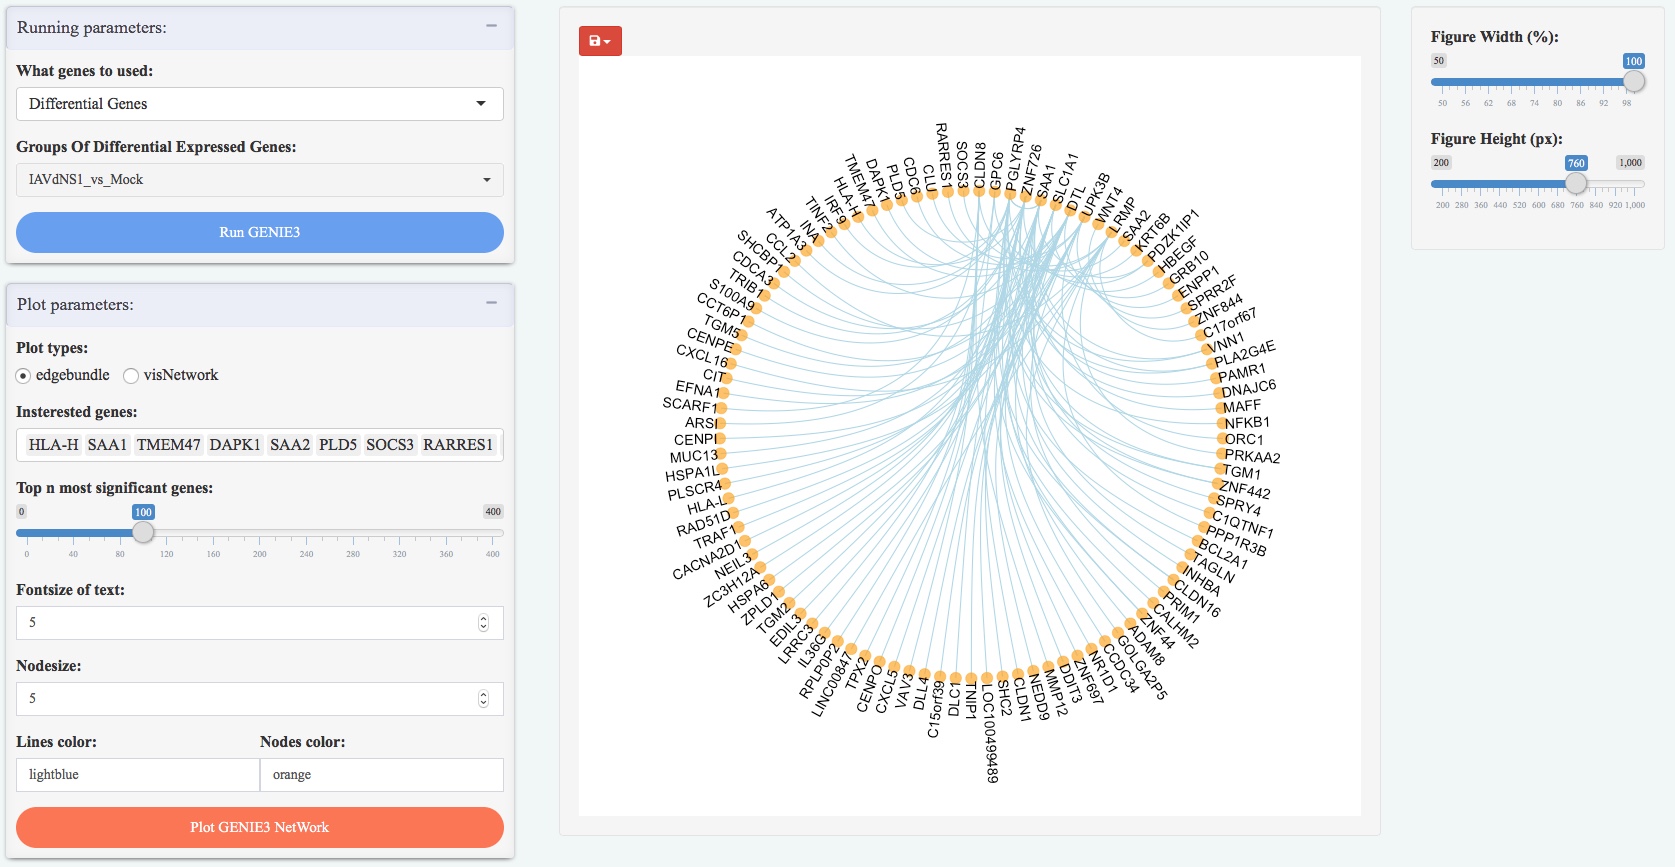 Running parameters:
What genes to used:
Differential Genes
Groups Of Differential Expressed Genes:
IAVdNS1_vs_Mock
Run GENIE3
Plot parameters:
Plot types:
edgebundle visNetwork
Insterested genes:
HLA-H SAA1 TMEM47 DAPK1 SAA2 PLD5 SOCS3 RARRES1
Top n most significant genes:
0 100 400
0 40 80 120 160 200 240 280 320 360 400
Fontsize of text:
5
Nodesize:
5
Lines color: Nodes color:
lightblue orange
Plot GENIE3 NetWork
CLDN8
GPC6
PGLYRP4
ZNF726
SAA1
SLC1A1
DTL
UPK3B
WNT4
LRMP
SAA2
KRT6B
PDZK1IP1
HBEGF
GRB10
ENPP1
SPRR2F
ZNF844
C17orf67
VNN1
PLA2G4E
PAMR1
DNAJC6
MAFF
NFKB1
ORC1
PRKAA2
TGM1
ZNF442
SPRY4
C1QTNF1
PPP1R3B
BCL2A1
TAGLN
INHBA
CLDN16
PRIM1
CALHM2
ZNF44
ADAM8
GOLGA2P5
CCDC34
NR1D1
ZNF697
DDIT3
MMP12
NEDD9
CLDN1
SHC2
LOC100499489
TNIP1
DLC1
C15orf39
DLL4
VAV3
CXCL5
CENPO
TPX2
LINC00847
RPLP0P2
IL36G
LRRC3
EDIL3
TGM2
ZPLD1
HSPA6
ZC3H12A
NEIL3
CACNA2D1
TRAF1
RAD51D
HLA-L
PLSCR4
HSPA1L
MUC13
CENPI
ARSI
SCARF1
EFNA1
CIT
CXCL16
CENPE
TGM5
CCT6P1
S100A9
TRIB1
CDCA3
SHCBP1
CCL2
ATP1A3
INA
TINF2
IRF9
HLA-H
TMEM47
DAPK1
PLD5
CDC6
CLU
RARRES1
SOCS3
Figure Width (%):
50 100
50 56 62 68 74 80 86 92 98
Figure Height (px):
200 760 1,000
200 280 360 440 520 600 680 760 840 920 1,000